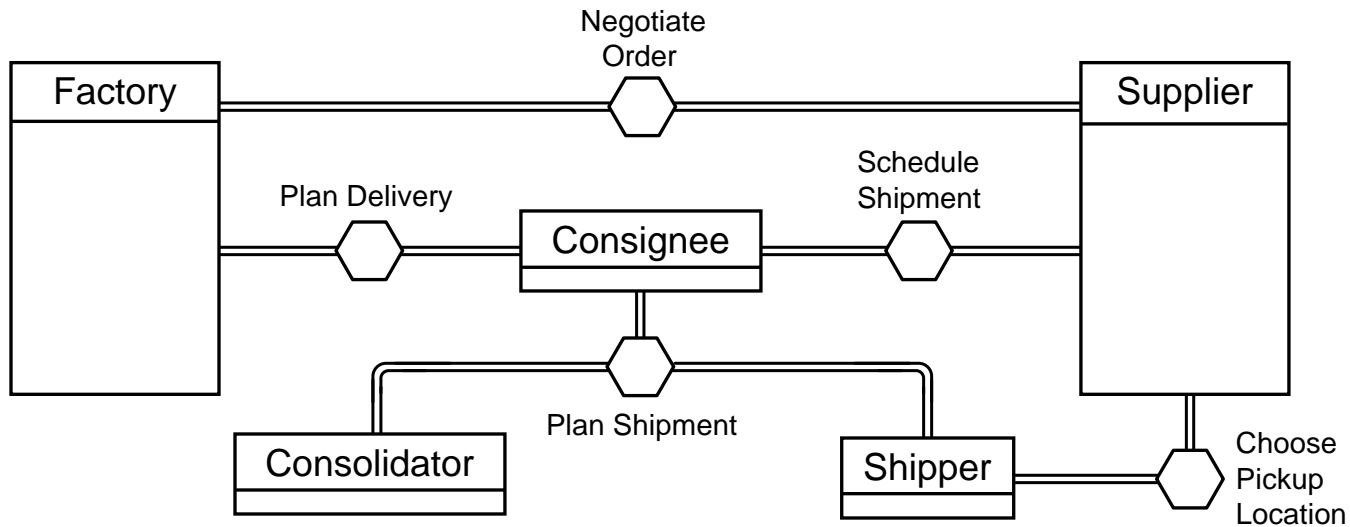 Negotiate
Order
Factory
Supplier
Schedule
Shipment
Plan Delivery
Consignee
Plan Shipment
Consolidator
Shipper
Choose
Pickup
Location